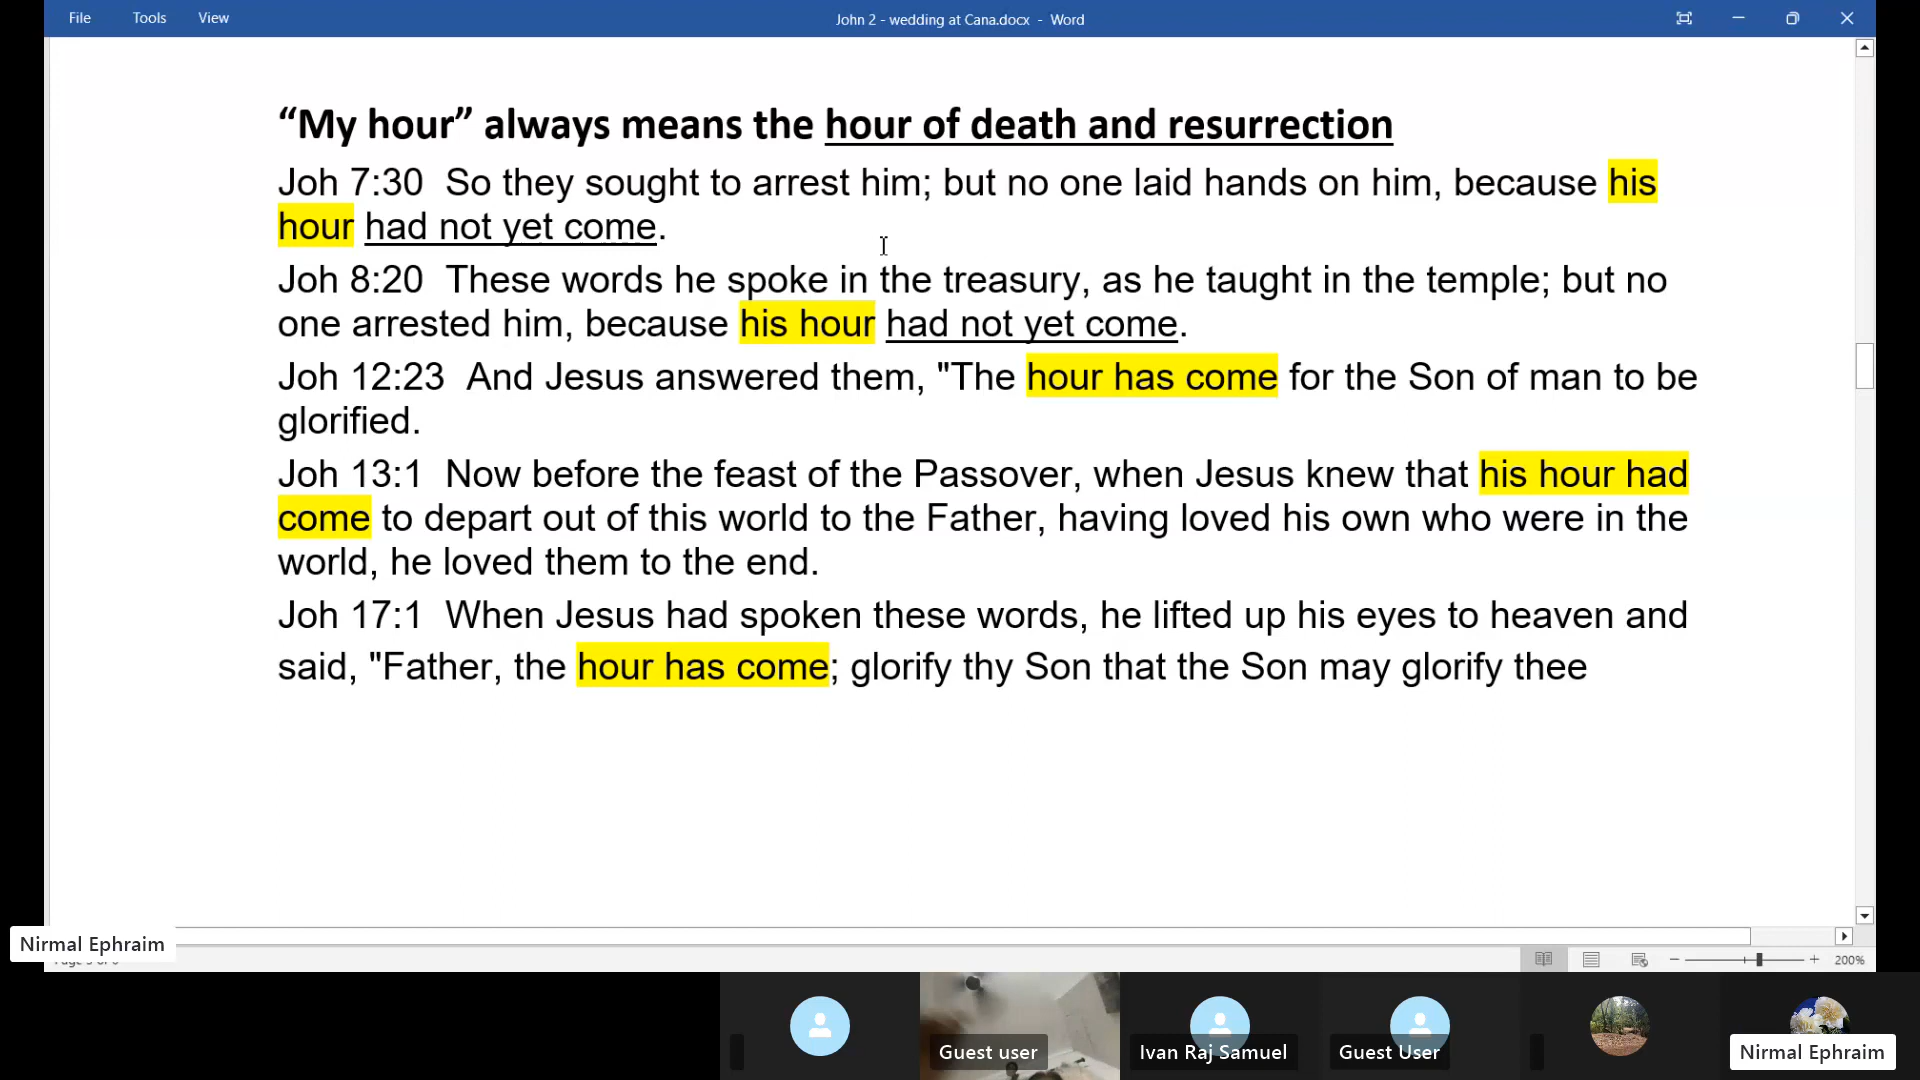 File Tools View John 2 - wedding at Cana.docx - Word
“My hour” always means the hour of death and resurrection
Joh 7:30 So they sought to arrest him; but no one laid hands on him, because his
hour had not yet come.
Joh 8:20 These words he spoke in the treasury, as he taught in the temple; but no
one arrested him, because his hour had not yet come.
Joh 12:23 And Jesus answered them, "The hour has come for the Son of man to be
glorified.
Joh 13:1 Now before the feast of the Passover, when Jesus knew that his hour had
come to depart out of this world to the Father, having loved his own who were in the
world, he loved them to the end.
Joh 17:1 When Jesus had spoken these words, he lifted up his eyes to heaven and
said, "Father, the hour has come; glorify thy Son that the Son may glorify thee
Nirmal Ephraim
200%
Guest user
Ivan Raj Samuel
Guest User
Nirmal Ephraim